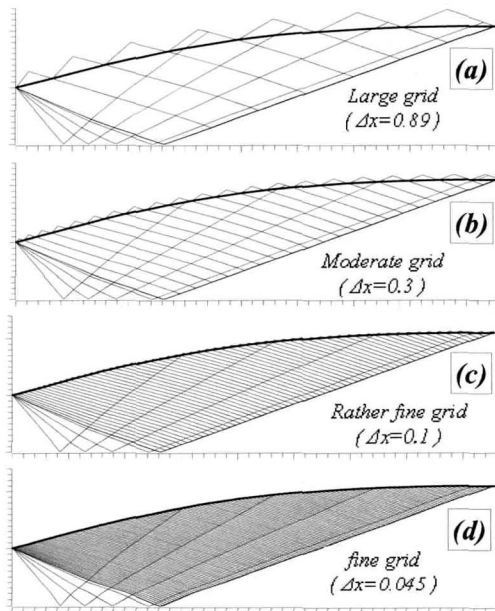 (a)
Large grid
( Δx=0.89 )
(b)
Moderate grid
( Δx=0.3 )
(c)
Rather fine grid
( Δx=0.1 )
(d)
fine grid
( Δx=0.045 )